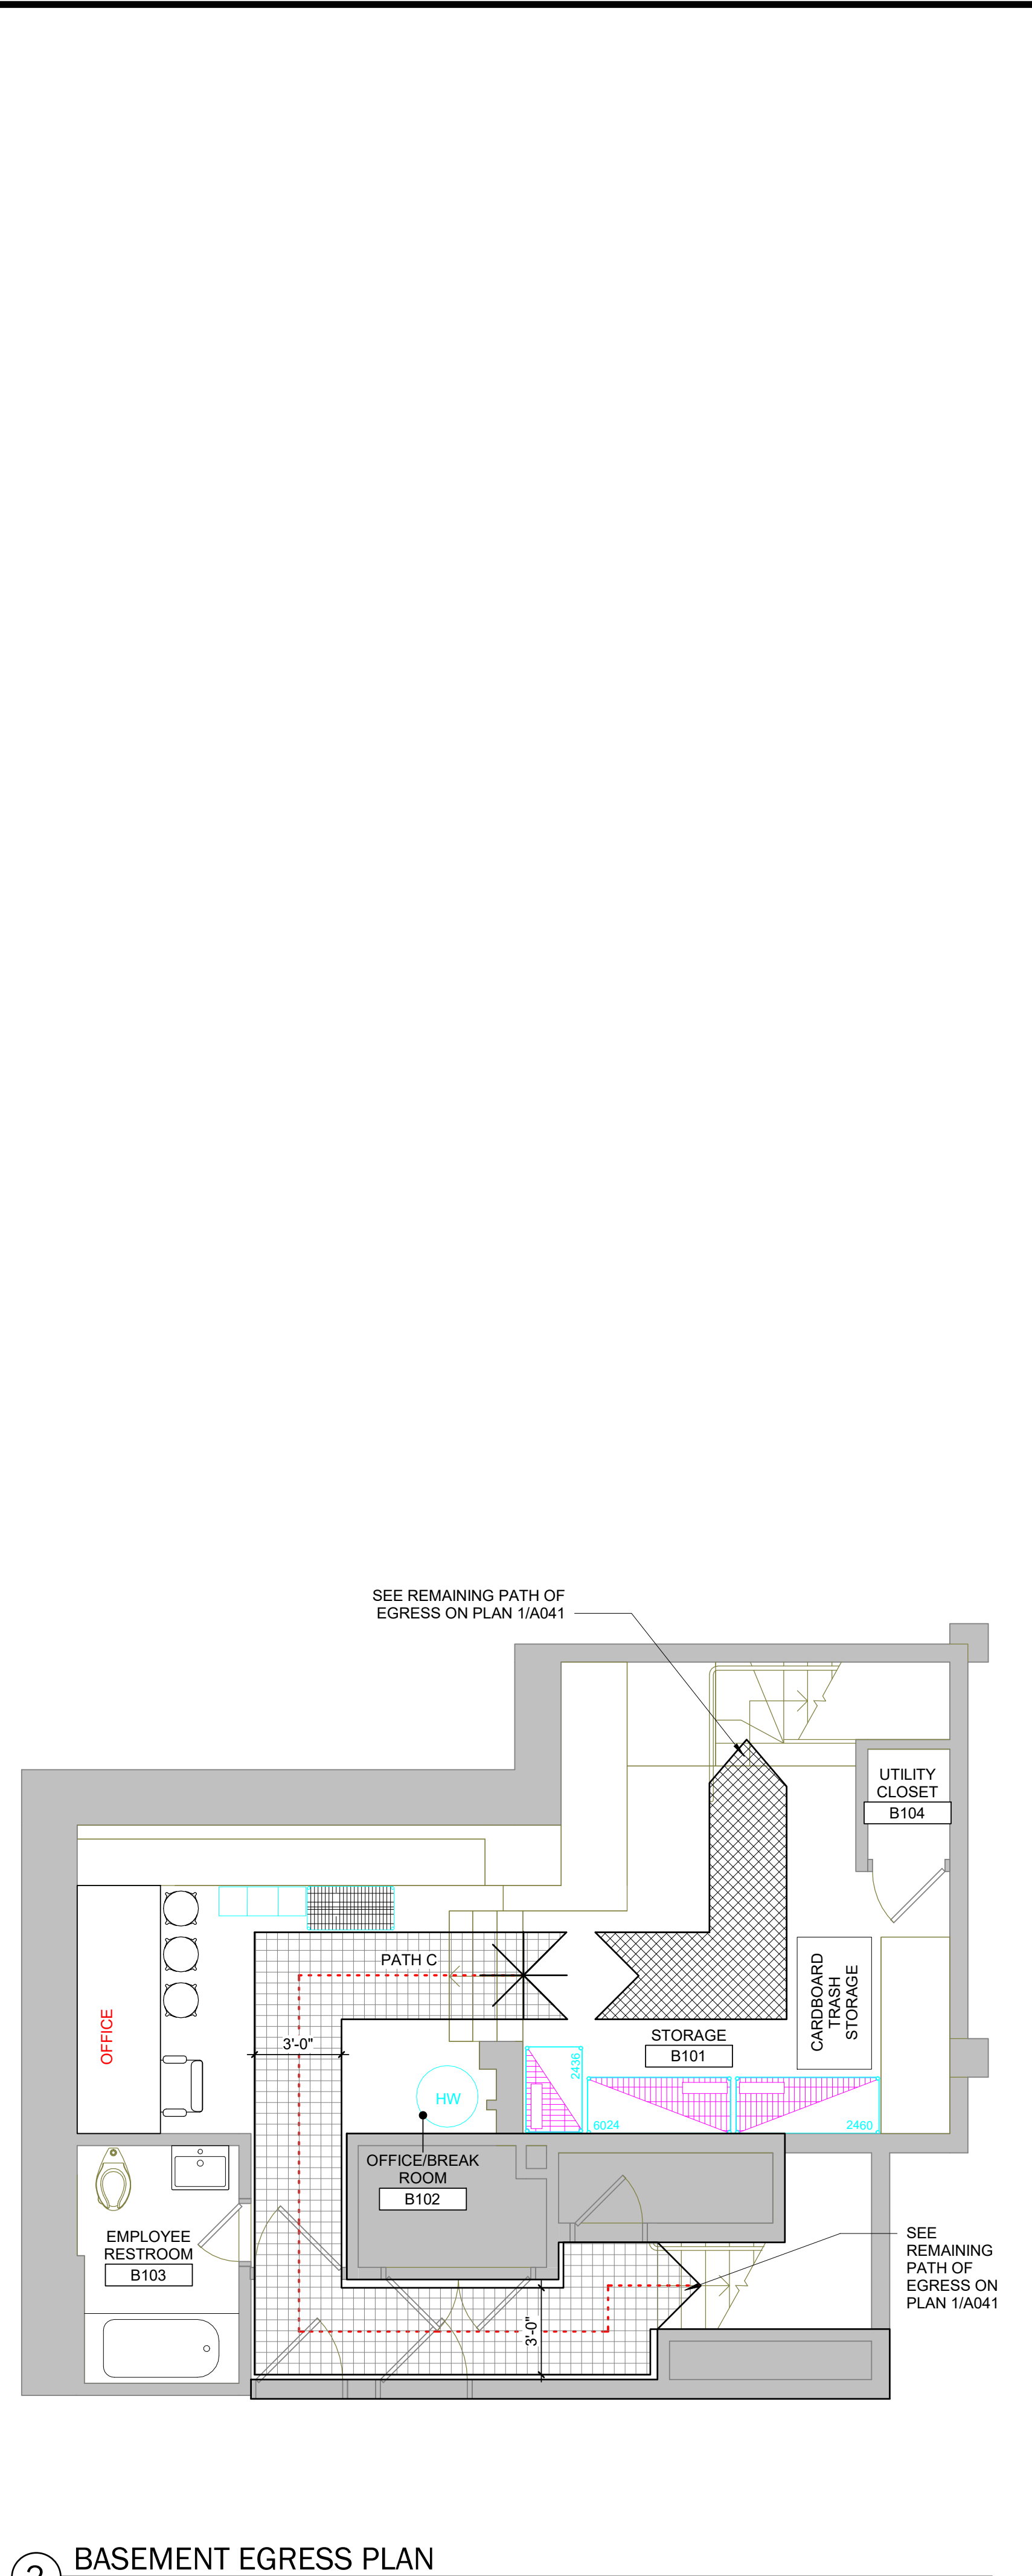 SEE REMAINING PATH OF
EGRESS ON PLAN 1/A041
UTILITY
CLOSET
B104
PATH C
CARDBOARD
TRASH
STORAGE
OFFICE
3'-0"
STORAGE
B101
2436
HW
6024
2460
OFFICE/BREAK
ROOM
B102
EMPLOYEE
RESTROOM
B103
SEE
REMAINING
PATH OF
EGRESS ON
PLAN 1/A041
3'-0"
BASEMENT EGRESS PLAN